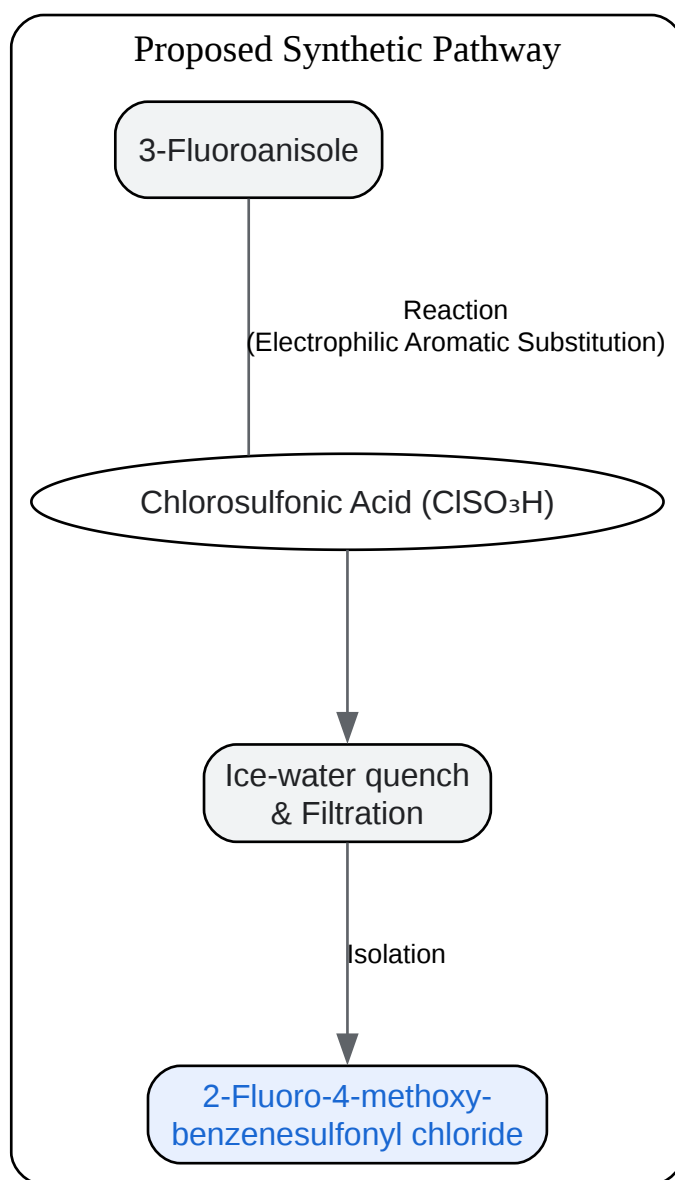 Proposed Synthetic Pathway
3-Fluoroanisole
Reaction
(Electrophilic Aromatic Substitution)
Chlorosulfonic Acid (ClSO₃H)
Ice-water quench
& Filtration
Isolation
2-Fluoro-4-methoxy-
benzenesulfonyl chloride